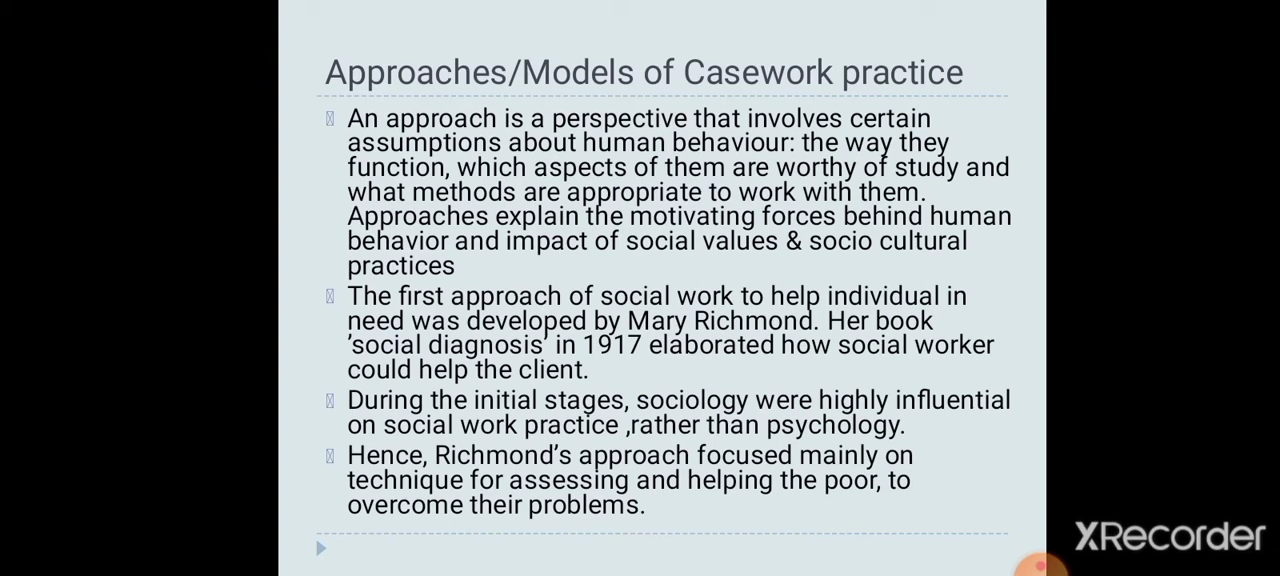 Approaches/Models of Casework practice
An approach is a perspective that involves certain
assumptions about human behaviour: the way they
function, which aspects of them are worthy of study and
what methods are appropriate to work with them.
Approaches explain the motivating forces behind human
behavior and impact of social values & socio cultural
practices
The first approach of social work to help individual in
need was developed by Mary Richmond. Her book
'social diagnosis' in 1917 elaborated how social worker
could help the client.
During the initial stages, sociology were highly influential
on social work practice ,rather than psychology.
Hence, Richmond's approach focused mainly on
technique for assessing and helping the poor, to
overcome their problems.
XRecorder